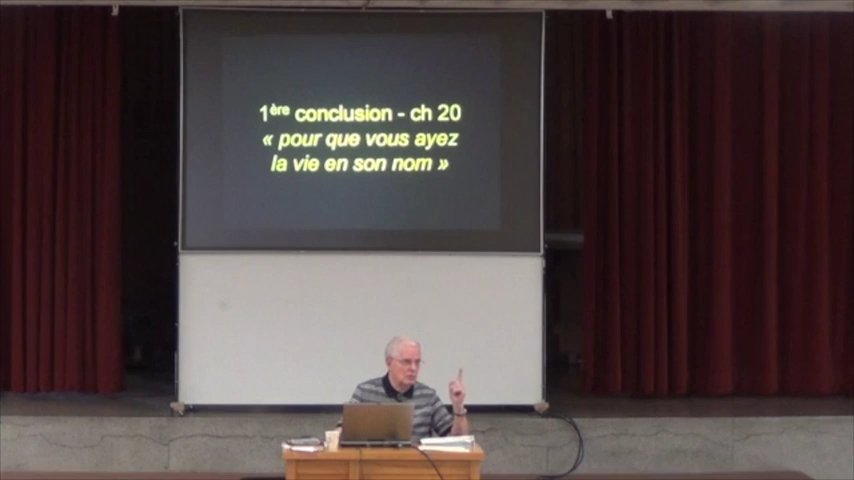 1ère conclusion - ch 20
« pour que vous ayez
la vie en son nom »